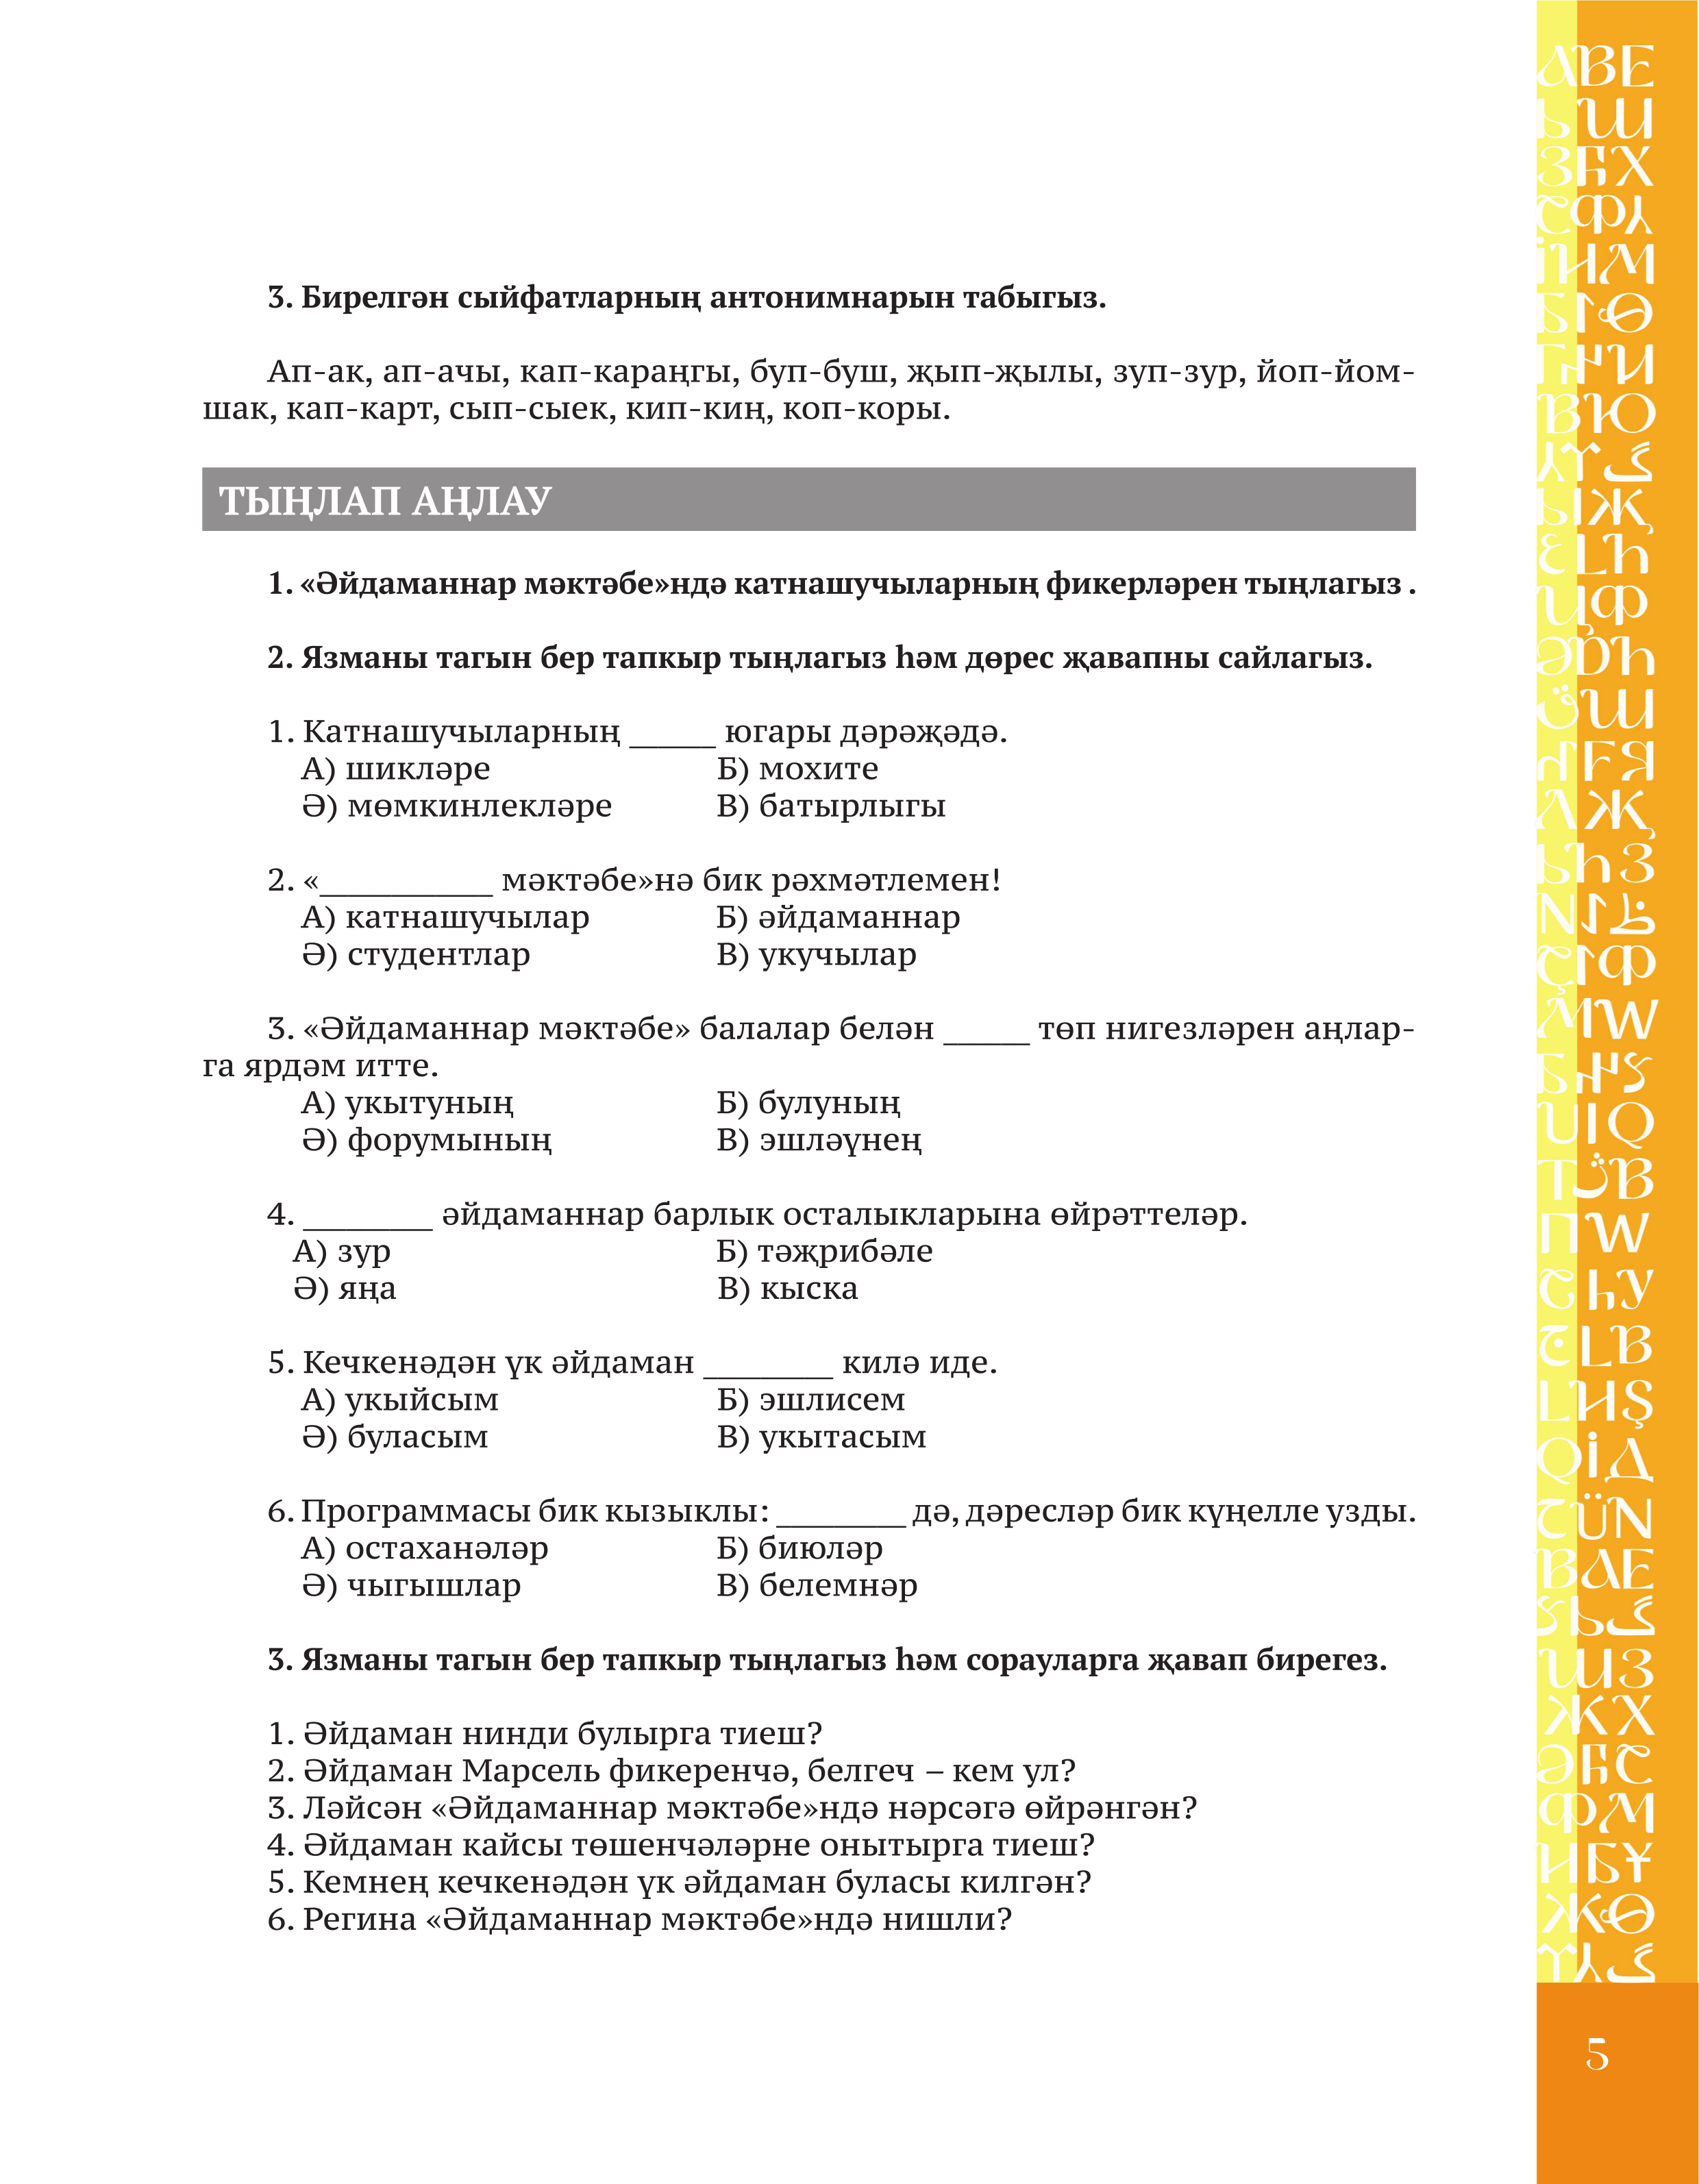 3. Бирелгән сыйфатларның антонимнарын табыгыз.
Ап-ак, ап-ачы, кап-караңгы, буп-буш, җып-җылы, зуп-зур, йоп-йом-
шак, кап-карт, сып-сыек, кип-киң, коп-коры.
ТЫҢЛАП АҢЛАУ
1. «Әйдаманнар мәктәбе»ндә катнашучыларның фикерләрен тыңлагыз .
2. Язманы тагын бер тапкыр тыңлагыз һәм дөрес җавапны сайлагыз.
1. Катнашучыларның ______ югары дәрәҗәдә.
А) шикләре Б) мохите
Ә) мөмкинлекләре В) батырлыгы
2. «____________ мәктәбе»нә бик рәхмәтлемен!
А) катнашучылар Б) әйдаманнар
Ә) студентлар В) укучылар
3. «Әйдаманнар мәктәбе» балалар белән ______ төп нигезләрен аңлар-
га ярдәм итте.
А) укытуның Б) булуның
Ә) форумының В) эшләүнең
4. _________ әйдаманнар барлык осталыкларына өйрәттеләр.
А) зур Б) тәҗрибәле
Ә) яңа В) кыска
5. Кечкенәдән үк әйдаман _________ килә иде.
А) укыйсым Б) эшлисем
Ә) буласым В) укытасым
6. Программасы бик кызыклы: _________ дә, дәресләр бик күңелле узды.
А) остаханәләр Б) биюләр
Ә) чыгышлар В) белемнәр
3. Язманы тагын бер тапкыр тыңлагыз һәм сорауларга җавап бирегез.
1. Әйдаман нинди булырга тиеш?
2. Әйдаман Марсель фикеренчә, белгеч – кем ул?
3. Ләйсән «Әйдаманнар мәктәбе»ндә нәрсәгә өйрәнгән?
4. Әйдаман кайсы төшенчәләрне онытырга тиеш?
5. Кемнең кечкенәдән үк әйдаман буласы килгән?
6. Регина «Әйдаманнар мәктәбе»ндә нишли?
5